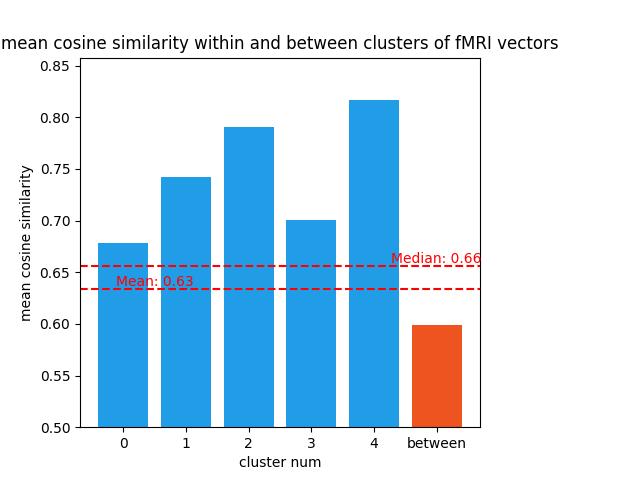 mean cosine similarity within and between clusters of fMRI vectors
0.85
0.80
0.75
0.70
0.65
0.60
0.55
0.50
mean cosine similarity
Median: 0.66
Mean: 0.63
0 1 2 3 4 between
cluster num